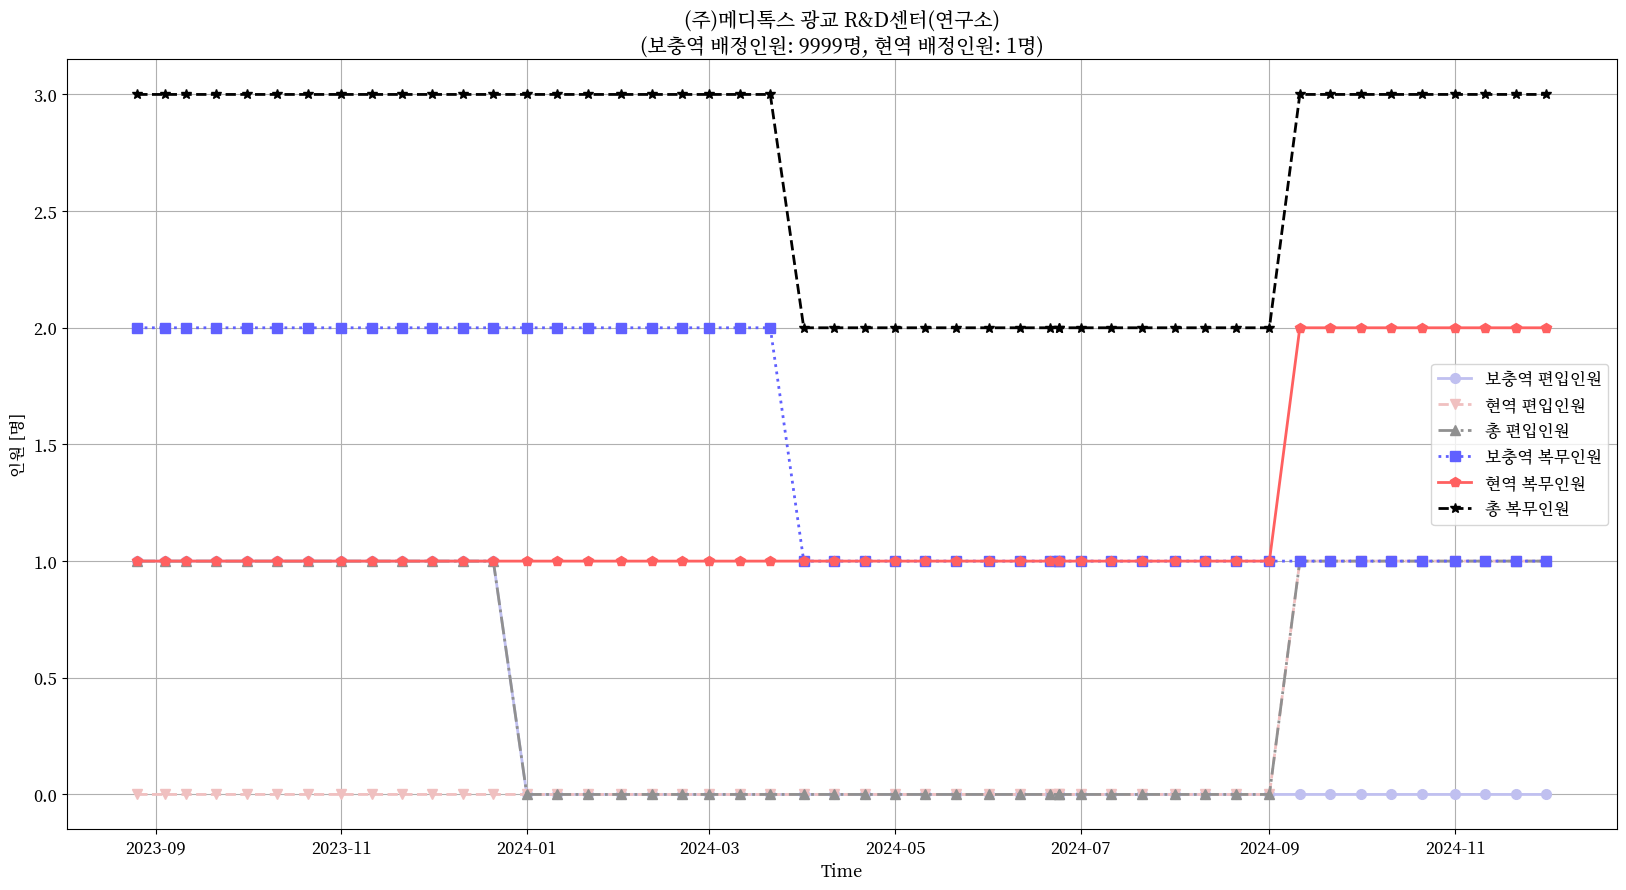 (주)메디톡스 광교 R&D센터(연구소)
(보충역 배정인원: 9999명, 현역 배정인원: 1명)
인원 [명]
3.0
2.5
2.0
1.5
1.0
0.5
0.0
보충역 편입인원
현역 편입인원
총 편입인원
보충역 복무인원
현역 복무인원
총 복무인원
2023-09
2023-11
2024-01
2024-03
2024-05
2024-07
2024-09
2024-11
Time